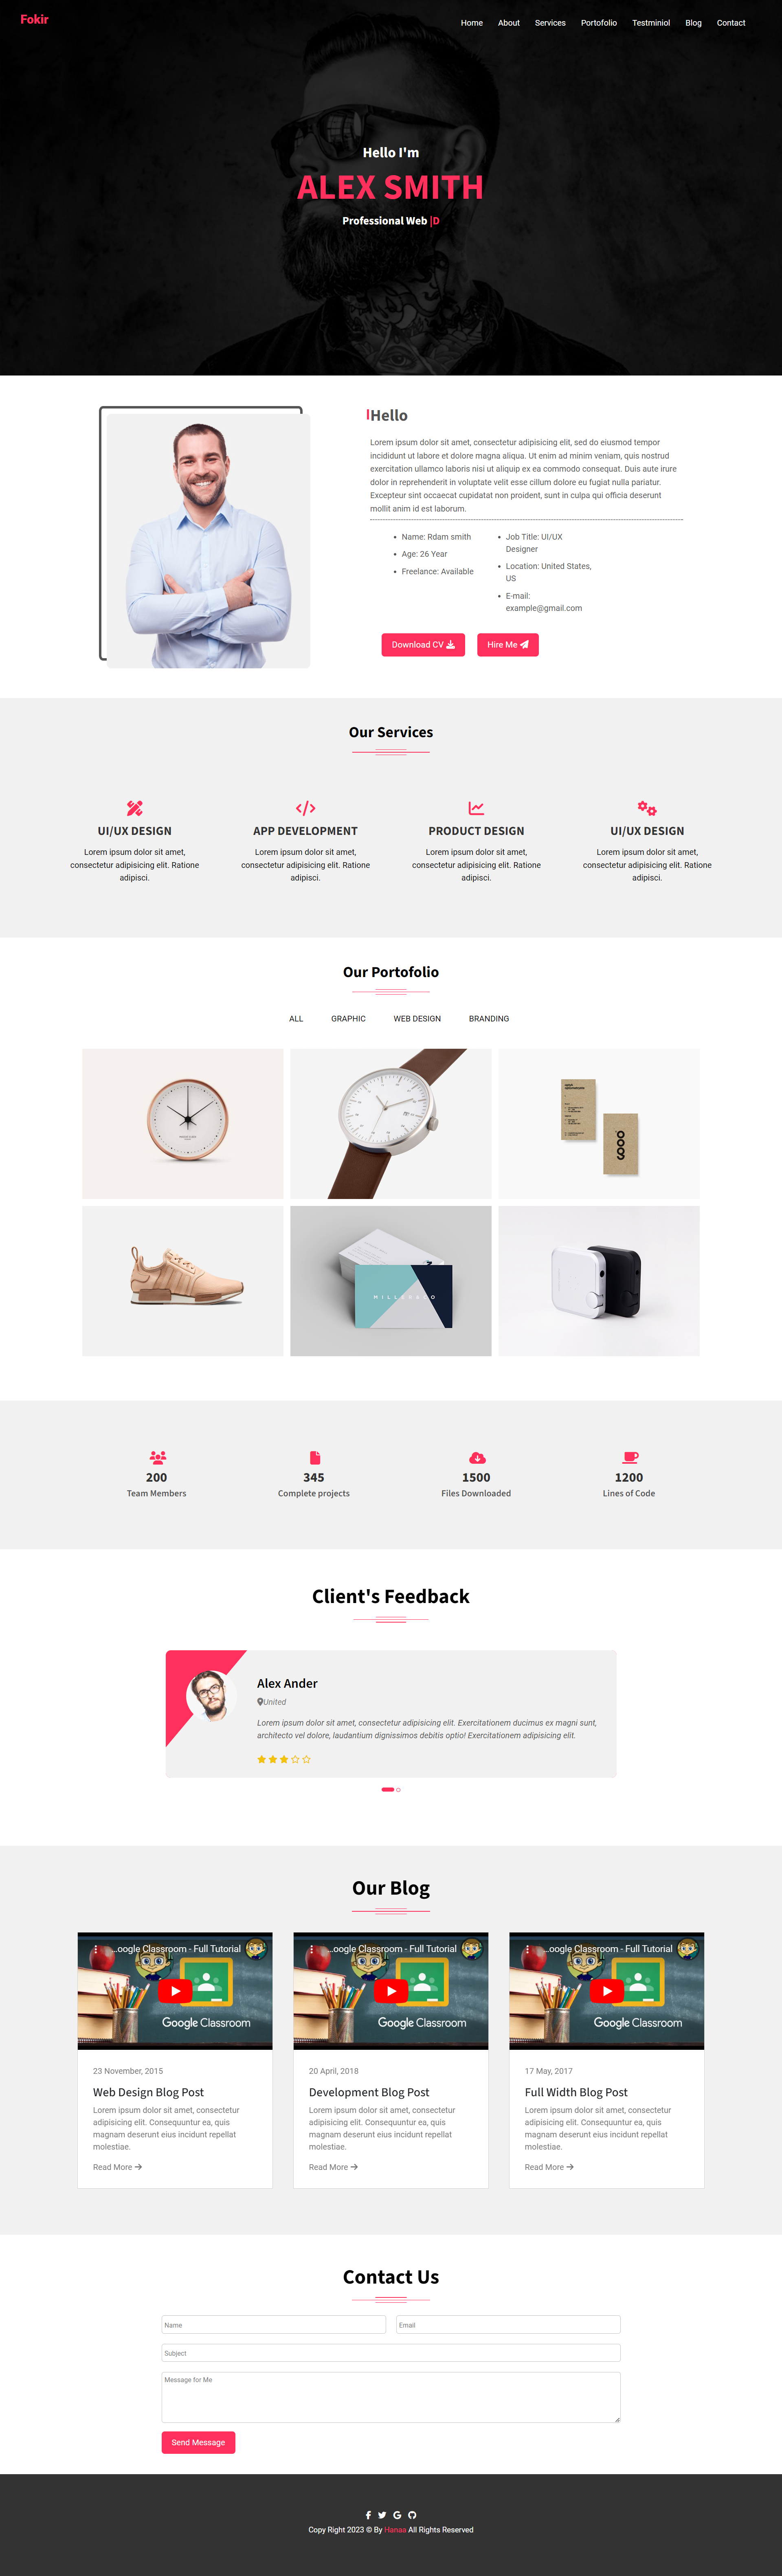 Fokir
Home About Services Portofolio Testminiol Blog Contact
Hello I'm
ALEX SMITH
Professional Web |D
Hello
Lorem ipsum dolor sit amet, consectetur adipisicing elit, sed do eiusmod tempor
incididunt ut labore et dolore magna aliqua. Ut enim ad minim veniam, quis nostrud
exercitation ullamco laboris nisi ut aliquip ex ea commodo consequat. Duis aute irure
dolor in reprehenderit in voluptate velit esse cillum dolore eu fugiat nulla pariatur.
Excepteur sint occaecat cupidatat non proident, sunt in culpa qui officia deserunt
mollit anim id est laborum.
Name: Rdam smith
Age: 26 Year
Freelance: Available
Job Title: UI/UX
Designer
Location: United States,
US
E-mail:
example@gmail.com
Download CV
Hire Me
Our Services
UI/UX DESIGN
Lorem ipsum dolor sit amet,
consectetur adipisicing elit. Ratione
adipisci.
APP DEVELOPMENT
Lorem ipsum dolor sit amet,
consectetur adipisicing elit. Ratione
adipisci.
PRODUCT DESIGN
Lorem ipsum dolor sit amet,
consectetur adipisicing elit. Ratione
adipisci.
UI/UX DESIGN
Lorem ipsum dolor sit amet,
consectetur adipisicing elit. Ratione
adipisci.
Our Portofolio
ALL GRAPHIC WEB DESIGN BRANDING
200
Team Members
345
Complete projects
1500
Files Downloaded
1200
Lines of Code
Client's Feedback
Alex Ander
United
Lorem ipsum dolor sit amet, consectetur adipisicing elit. Exercitationem ducimus ex magni sunt,
architecto vel dolore, laudantium dignissimos debitis optio! Exercitationem adipisicing elit.
Our Blog
...oogle Classroom - Full Tutorial
Google Classroom
23 November, 2015
Web Design Blog Post
Lorem ipsum dolor sit amet, consectetur
adipisicing elit. Consequuntur ea, quis
magnam deserunt eius incidunt repellat
molestiae.
Read More
...oogle Classroom - Full Tutorial
Google Classroom
20 April, 2018
Development Blog Post
Lorem ipsum dolor sit amet, consectetur
adipisicing elit. Consequuntur ea, quis
magnam deserunt eius incidunt repellat
molestiae.
Read More
...oogle Classroom - Full Tutorial
Google Classroom
17 May, 2017
Full Width Blog Post
Lorem ipsum dolor sit amet, consectetur
adipisicing elit. Consequuntur ea, quis
magnam deserunt eius incidunt repellat
molestiae.
Read More
Contact Us
Name
Email
Subject
Message for Me
Send Message
Copy Right 2023 © By Hanaa All Rights Reserved